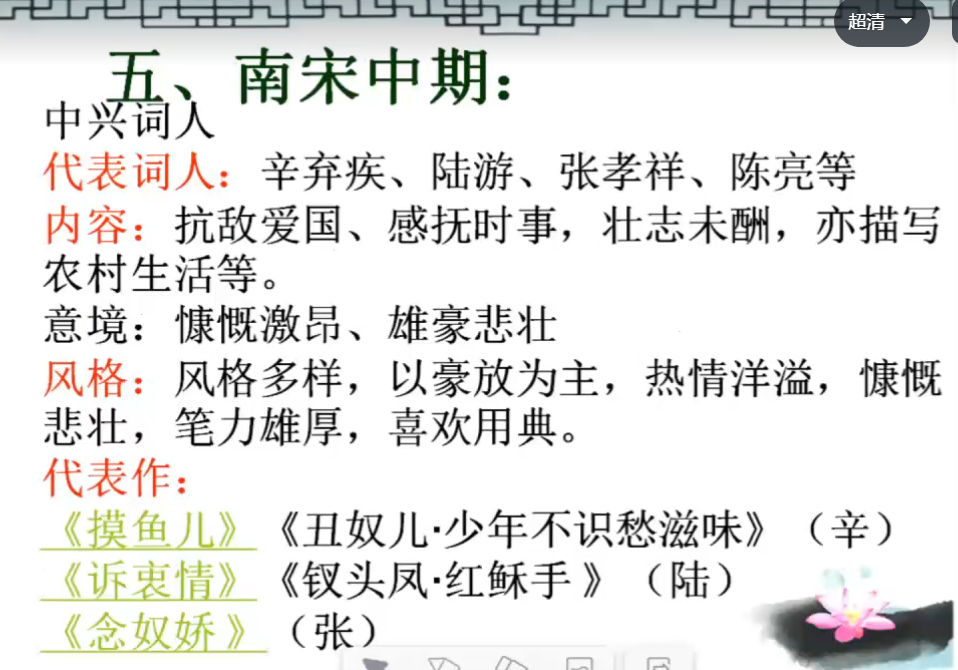 超清
五、南宋中期：
中兴词人
代表词人：辛弃疾、陆游、张孝祥、陈亮等
内容：抗敌爱国、感抚时事，壮志未酬，亦描写
农村生活等。
意境：慷慨激昂、雄豪悲壮
风格：风格多样，以豪放为主，热情洋溢，慷慨
悲壮，笔力雄厚，喜欢用典。
代表作：
《摸鱼儿》《丑奴儿·少年不识愁滋味》（辛）
《诉衷情》《钗头凤·红稣手 》（陆）
《念奴娇 》（张）